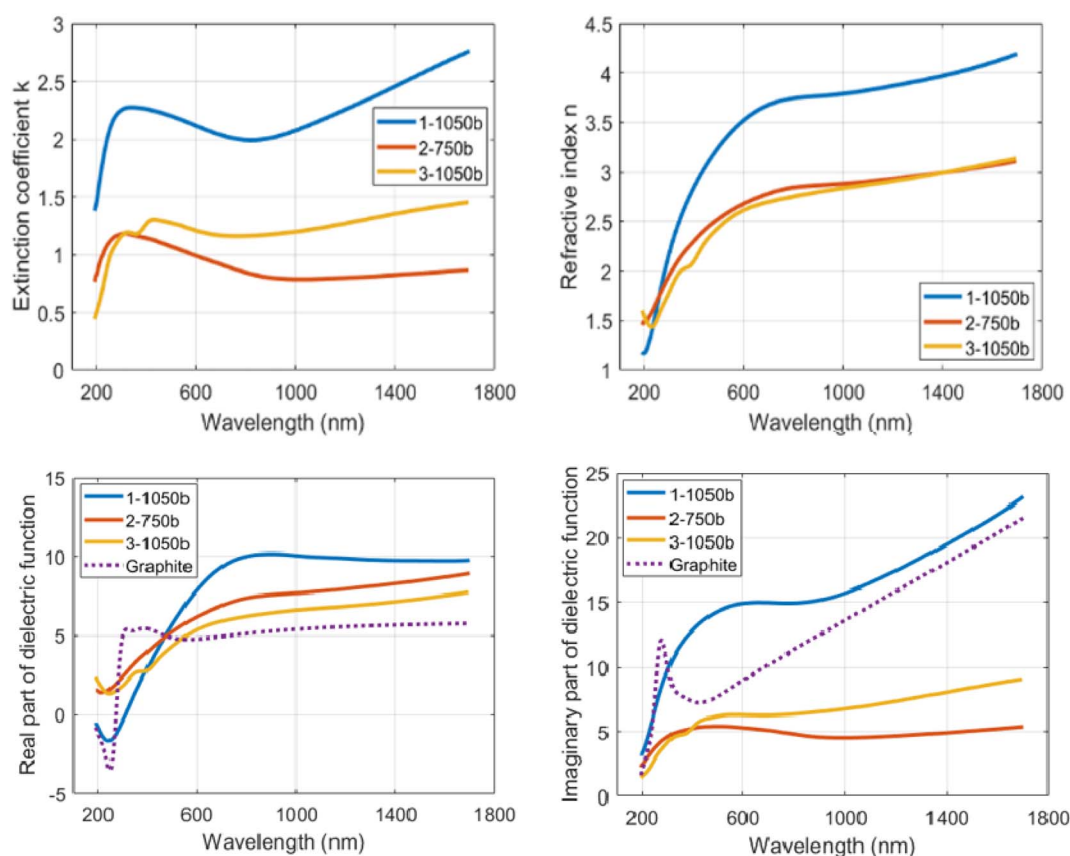 Extinction coefficient k
3
2.5
2
1.5
1
0.5
0
1-1050b
2-750b
3-1050b
200 600 1000 1400 1800
Wavelength (nm)
Refractive index n
4.5
4
3.5
3
2.5
2
1.5
1
1-1050b
2-750b
3-1050b
200 600 1000 1400 1800
Wavelength (nm)
Real part of dielectric function
15
10
5
0
-5
1-1050b
2-750b
3-1050b
Graphite
200 600 1000 1400 1800
Wavelength (nm)
Imaginary part of dielectric function
25
20
15
10
5
0
1-1050b
2-750b
3-1050b
Graphite
200 600 1000 1400 1800
Wavelength (nm)